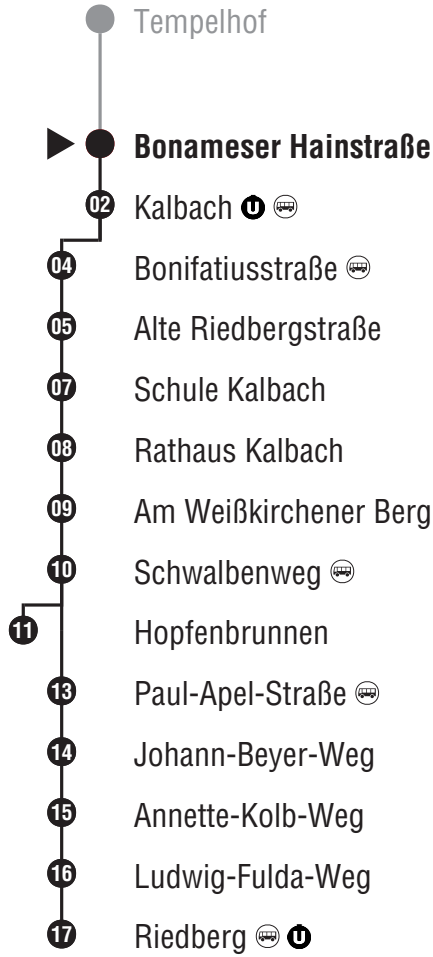 Tempelhof
Bonameser Hainstraße
02 Kalbach U
04 Bonifatiusstraße
05 Alte Riedbergstraße
07 Schule Kalbach
08 Rathaus Kalbach
09 Am Weißkirchener Berg
10 Schwalbenweg
11 Hopfenbrunnen
13 Paul-Apel-Straße
14 Johann-Beyer-Weg
15 Annette-Kolb-Weg
16 Ludwig-Fulda-Weg
17 Riedberg U